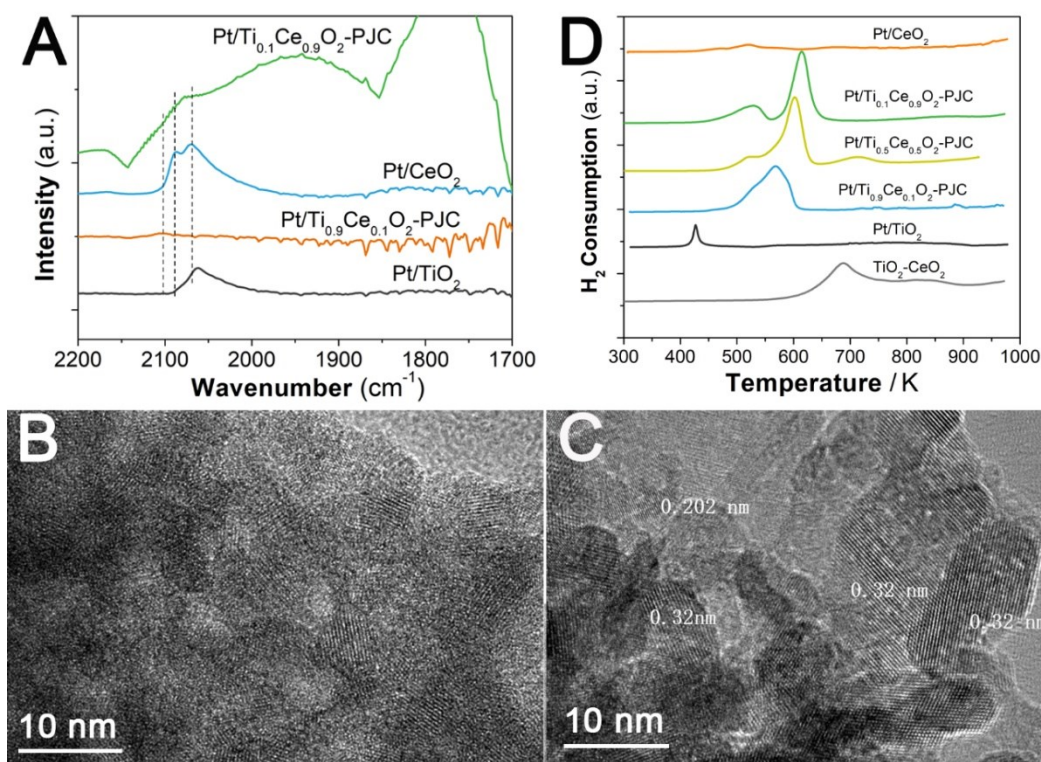 A
Pt/Ti0.1Ce0.9O2-PJC
Pt/CeO2
Pt/Ti0.9Ce0.1O2-PJC
Pt/TiO2
Intensity (a.u.)
2200 2100 2000 1900 1800 1700
Wavenumber (cm-1)
D
Pt/CeO2
Pt/Ti0.1Ce0.9O2-PJC
Pt/Ti0.5Ce0.5O2-PJC
Pt/Ti0.9Ce0.1O2-PJC
Pt/TiO2
TiO2-CeO2
H2 Consumption (a.u.)
300 400 500 600 700 800 900 1000
Temperature / K
B
10 nm
C
0.202 nm
0.32 nm
0.32nm
0.32 nm
10 nm